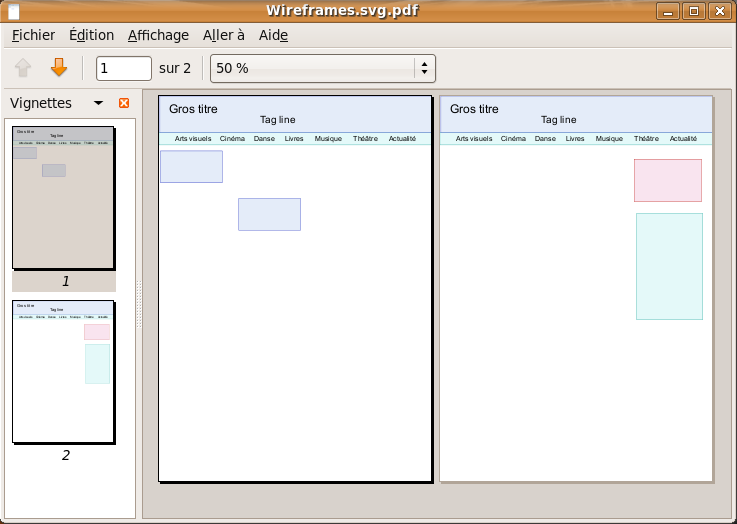 Wireframes.svg.pdf
Fichier Édition Affichage Aller à Aide
1 sur 2 50 %
Vignettes
Gros titre
Tag line
Arts visuels Cinéma Danse Livres Musique Théâtre Actualité
1
Gros titre
Tag line
Arts visuels Cinéma Danse Livres Musique Théâtre Actualité
2
Gros titre
Tag line
Arts visuels Cinéma Danse Livres Musique Théâtre Actualité
Gros titre
Tag line
Arts visuels Cinéma Danse Livres Musique Théâtre Actualité